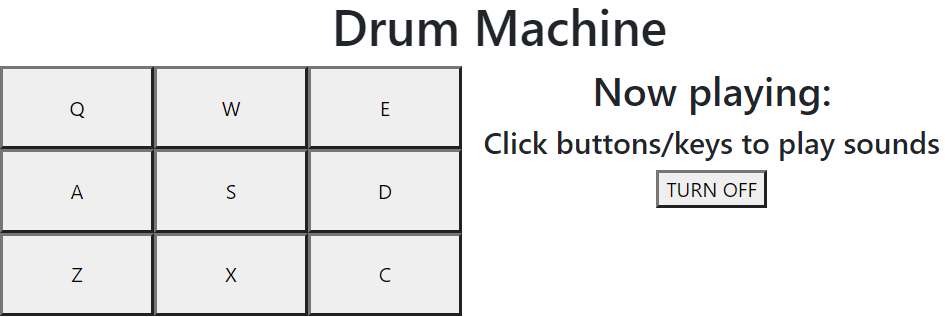 Drum Machine
Q W E
A S D
Z X C
Now playing:
Click buttons/keys to play sounds
TURN OFF